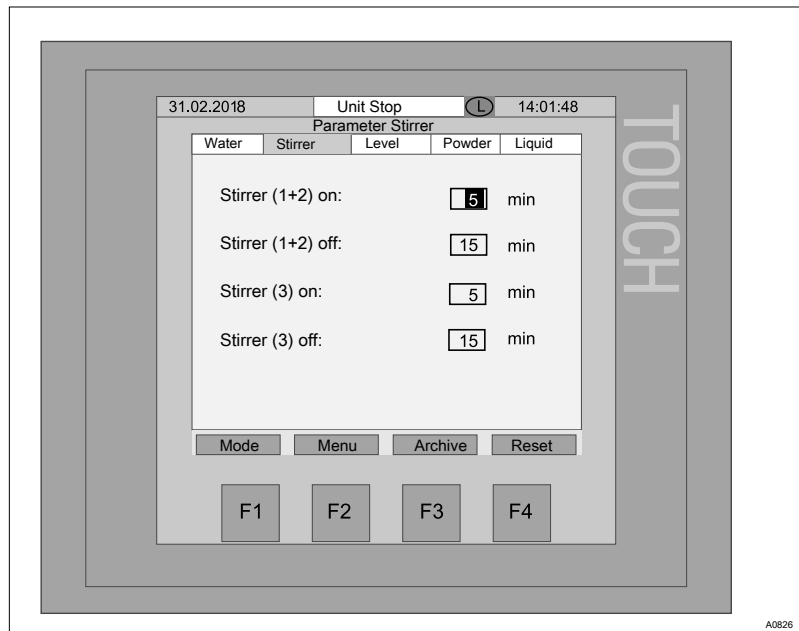 31.02.2018 Unit Stop L 14:01:48
Parameter Stirrer
Water Stirrer Level Powder Liquid
Stirrer (1+2) on: 5 min
Stirrer (1+2) off: 15 min
Stirrer (3) on: 5 min
Stirrer (3) off: 15 min
Mode Menu Archive Reset
F1 F2 F3 F4
TOUCH
A0826